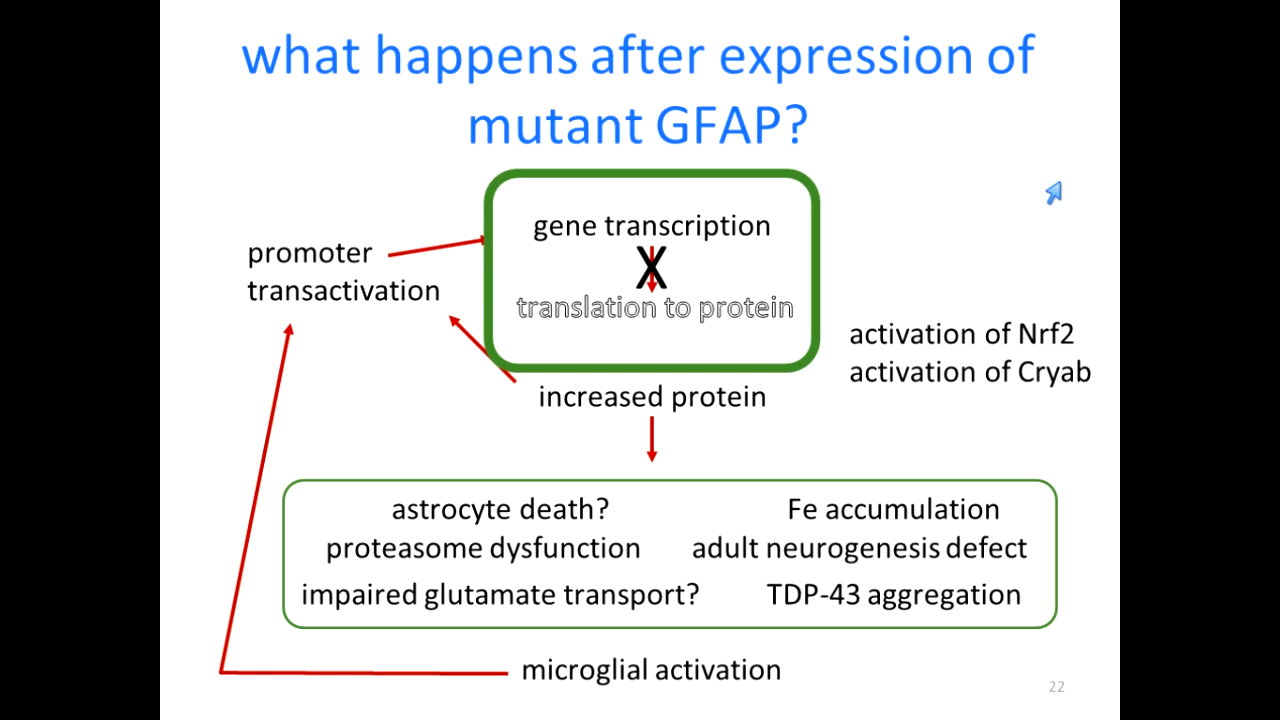 what happens after expression of
mutant GFAP?
gene transcription
X
translation to protein
promoter
transactivation
activation of Nrf2
activation of Cryab
increased protein
astrocyte death?
Fe accumulation
proteasome dysfunction
adult neurogenesis defect
impaired glutamate transport?
TDP-43 aggregation
microglial activation
22